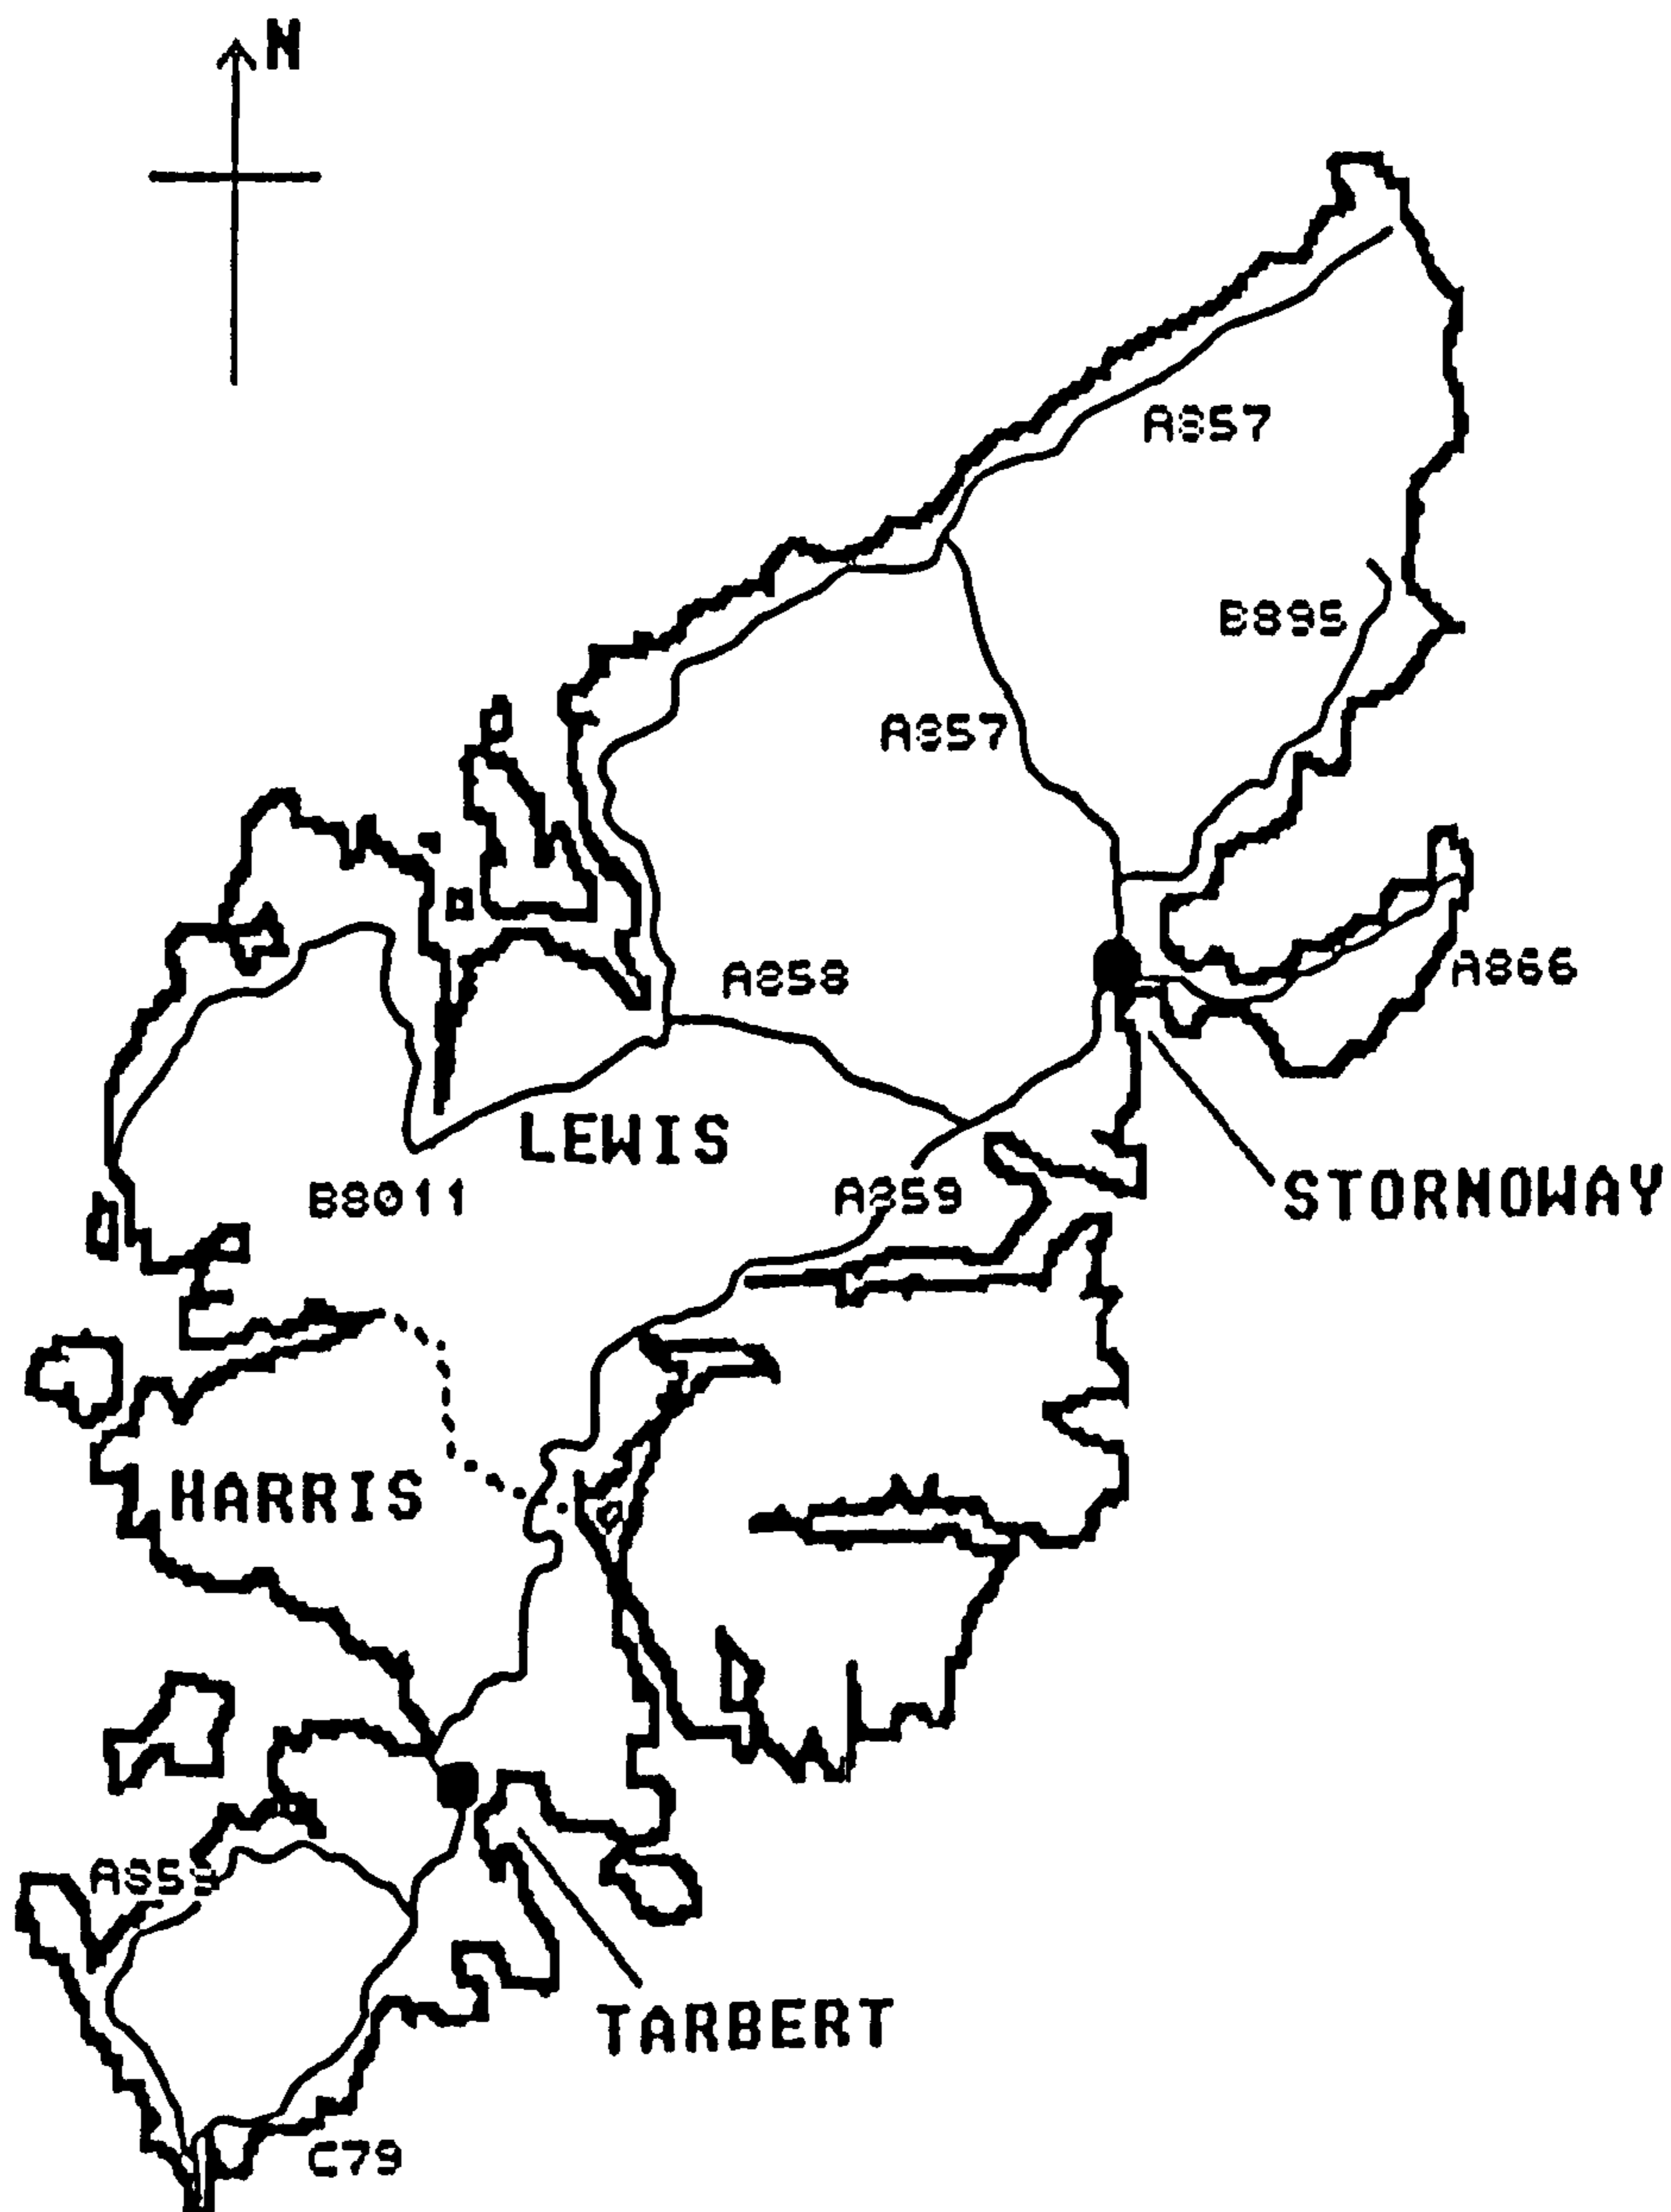 N
A857
B895
A857
A858
A866
LEWIS
STORNOWAY
B8011
A859
HARRIS
A859
TARBERT
C79